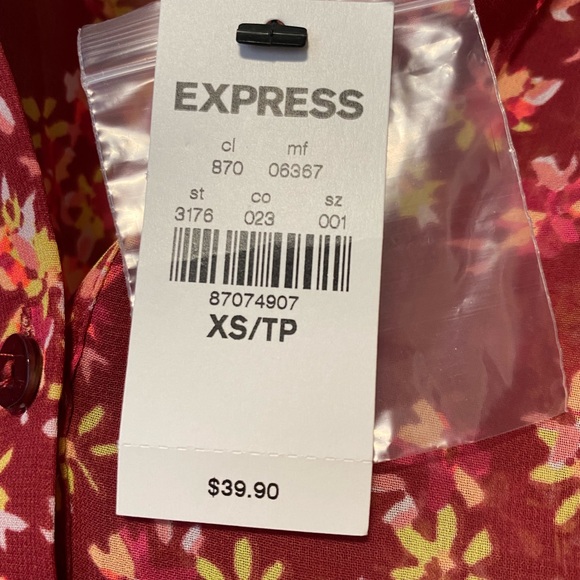 EXPRESS
cl mf
870 06367
st co sz
3176 023 001
87074907
XS/TP
$39.90